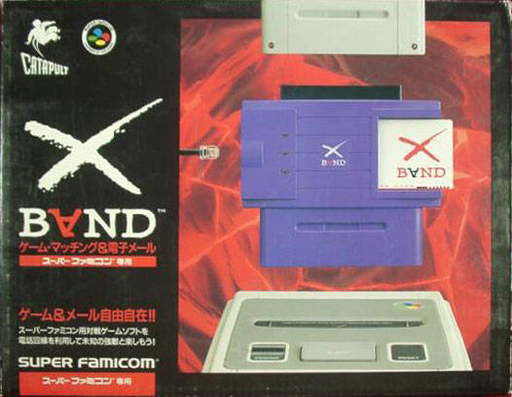 CATAPULT
X
BAND™
ゲーム・マッチング&電子メール
スーパーファミコン®専用
ゲーム&メール自由自在!!
スーパーファミコン用対戦ゲームソフトを
電話回線を利用して未知の強敵と楽しもう!
SUPER FAMICOM®
スーパーファミコン®専用
X
BAND
X
BAND
POWER
RESET